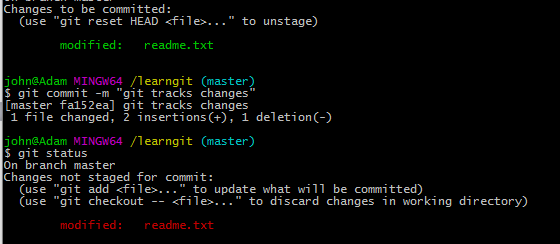 On branch master
Changes to be committed:
  (use "git reset HEAD <file>..." to unstage)
        modified:   readme.txt
john@Adam MINGW64 /learngit (master)
$ git commit -m "git tracks changes"
[master fa152ea] git tracks changes
 1 file changed, 2 insertions(+), 1 deletion(-)
john@Adam MINGW64 /learngit (master)
$ git status
On branch master
Changes not staged for commit:
  (use "git add <file>..." to update what will be committed)
  (use "git checkout -- <file>..." to discard changes in working directory)
        modified:   readme.txt